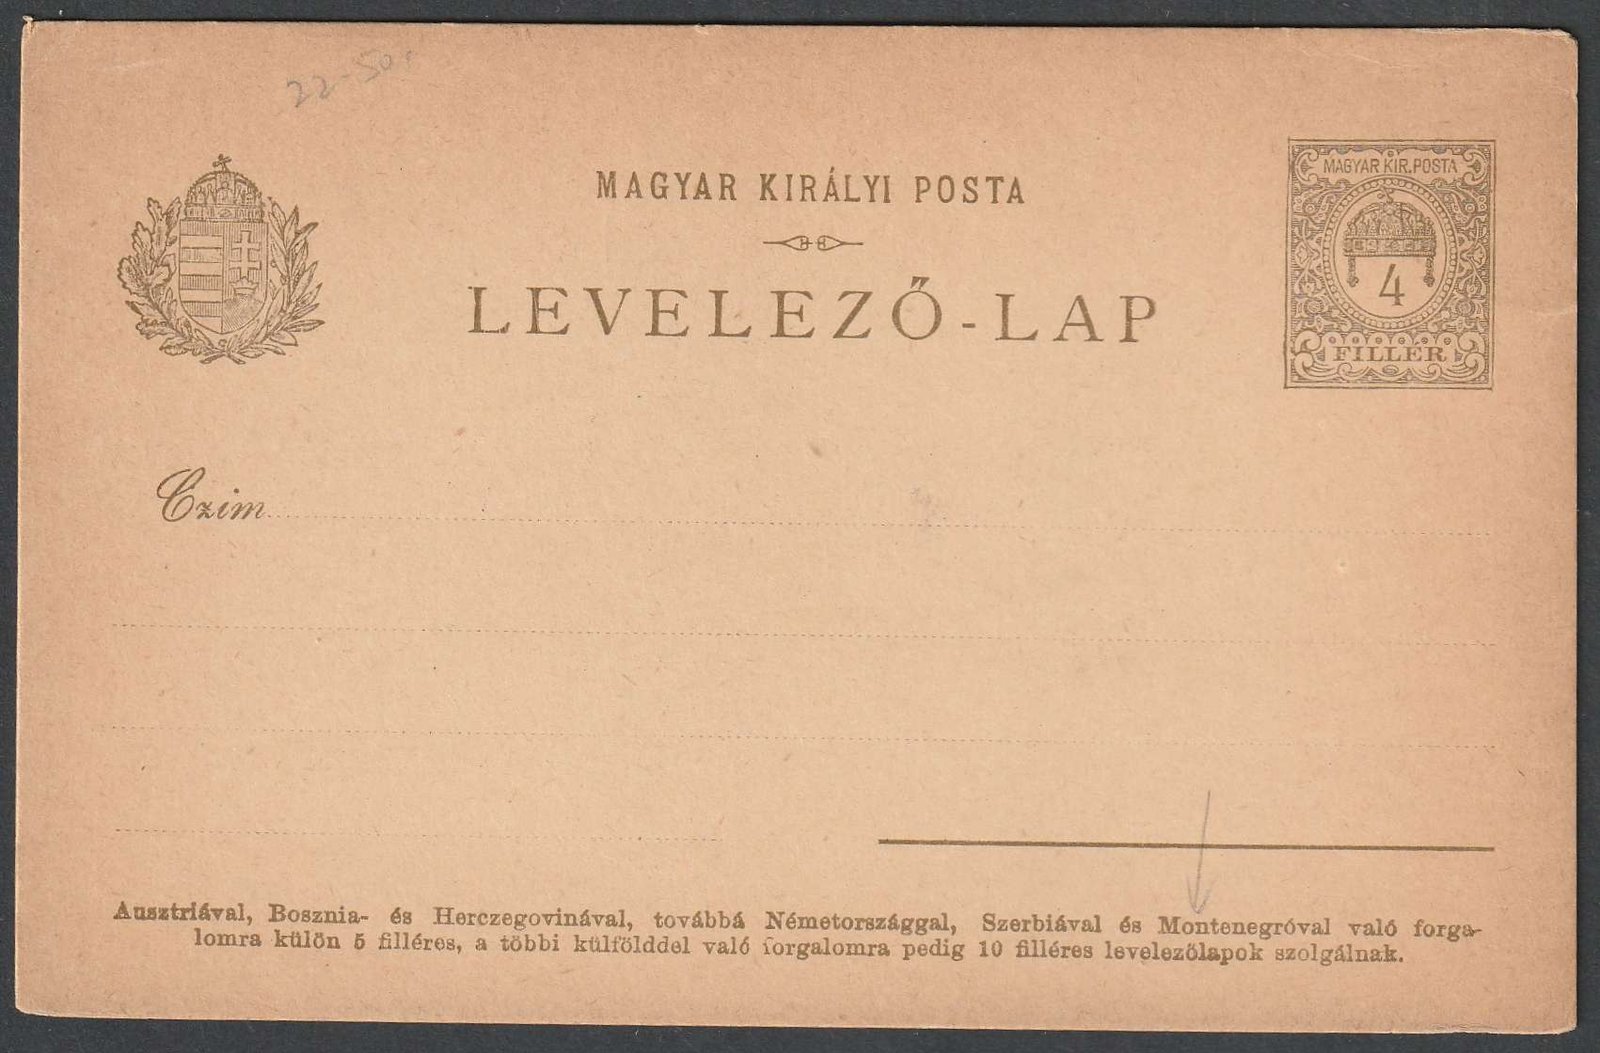 22-50.
MAGYAR KIRÁLYI POSTA
MAGYAR KIR. POSTA
4
FILLÉR
LEVELEZŐ-LAP
Czim
Ausztriával, Bosznia- és Herczegovinával, továbbá Németországgal, Szerbiával és Montenegróval való forga-
lomra külön 5 filléres, a többi külfölddel való forgalomra pedig 10 filléres levelezőlapok szolgálnak.